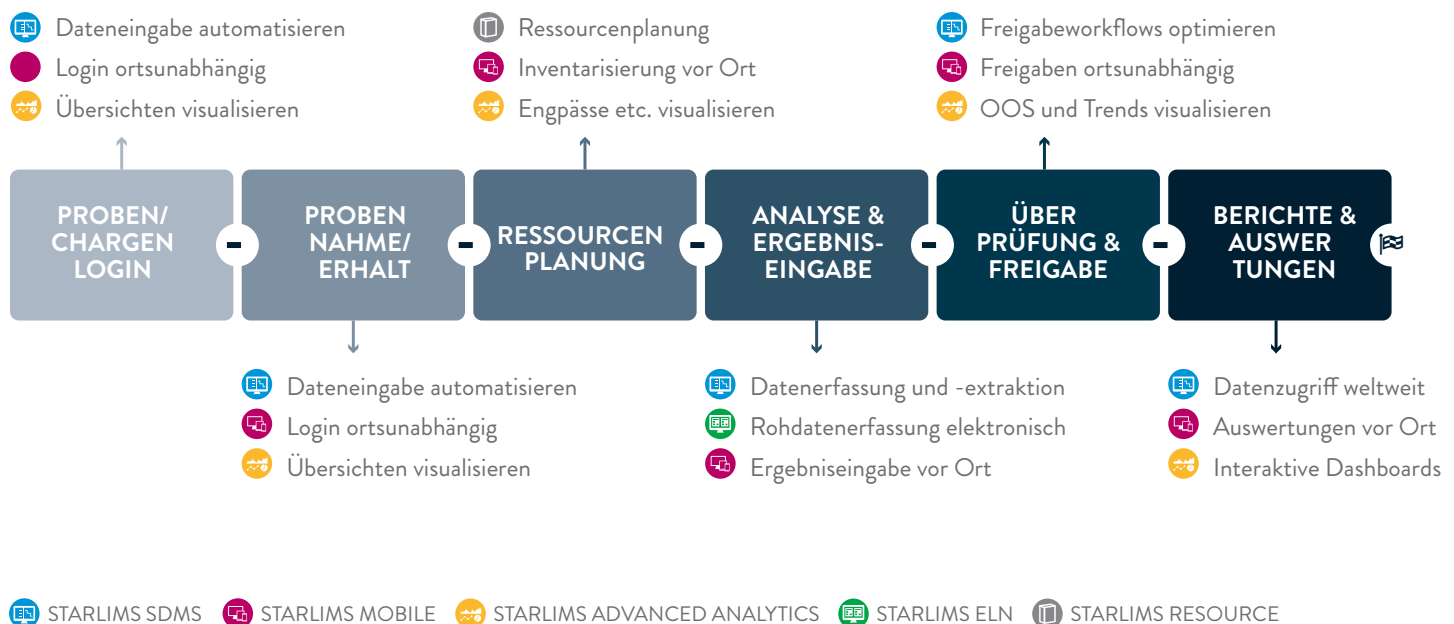 Dateneingabe automatisieren
Login ortsunabhängig
Übersichten visualisieren
Ressourcenplanung
Inventarisierung vor Ort
Engpässe etc. visualisieren
Freigabeworkflows optimieren
Freigaben ortsunabhängig
OOS und Trends visualisieren
PROBEN/
CHARGEN
LOGIN
-
PROBEN
NAHME/
ERHALT
-
RESSOURCEN
PLANUNG
-
ANALYSE &
ERGEBNIS-
EINGABE
-
ÜBER
PRÜFUNG &
FREIGABE
-
BERICHTE &
AUSWER
TUNGEN
Dateneingabe automatisieren
Login ortsunabhängig
Übersichten visualisieren
Datenerfassung und -extraktion
Rohdatenerfassung elektronisch
Ergebniseingabe vor Ort
Datenzugriff weltweit
Auswertungen vor Ort
Interaktive Dashboards
STARLIMS SDMS STARLIMS MOBILE STARLIMS ADVANCED ANALYTICS STARLIMS ELN STARLIMS RESOURCE